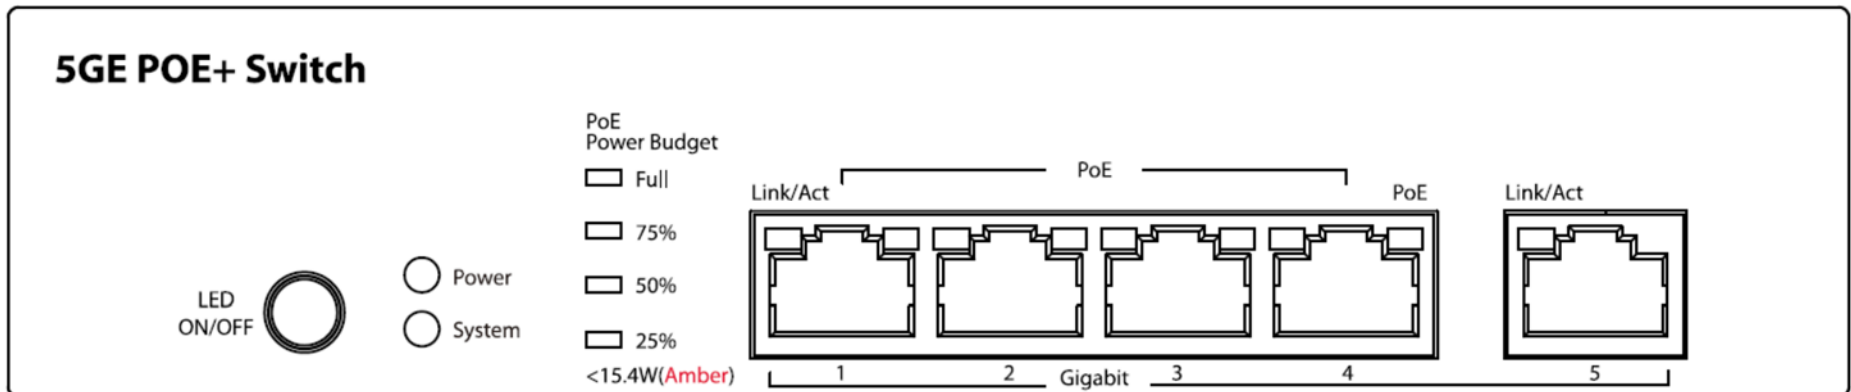 5GE POE+ Switch
PoE
Power Budget
Full
75%
50%
25%
<15.4W(Amber)
LED
ON/OFF
Power
System
PoE
Link/Act
PoE
Link/Act
1 2 Gigabit 3 4 5